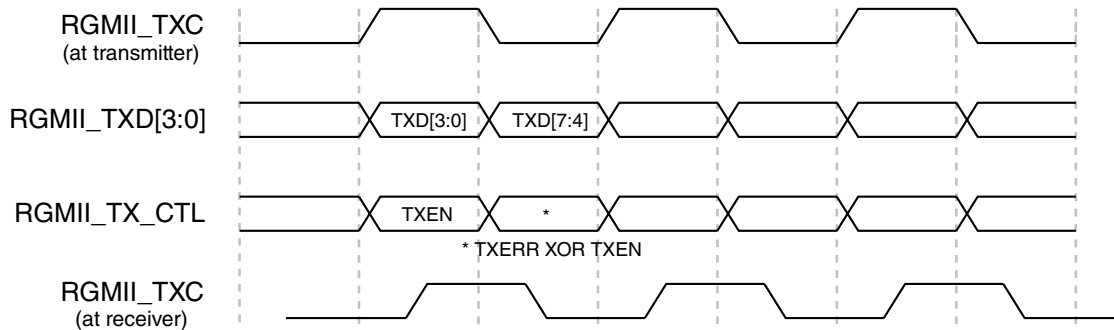 RGMII_TXC
(at transmitter)
RGMII_TXD[3:0]
TXD[3:0]
TXD[7:4]
RGMII_TX_CTL
TXEN
*
* TXERR XOR TXEN
RGMII_TXC
(at receiver)